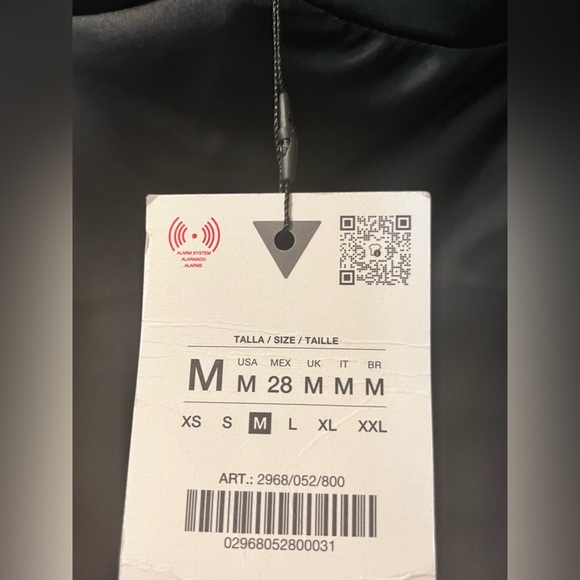 ALARM SYSTEM
ALARMADO
ALARME
TALLA / SIZE / TAILLE
USA MEX UK IT BR
M M 28 M M M
XS S M L XL XXL
ART.: 2968/052/800
02968052800031